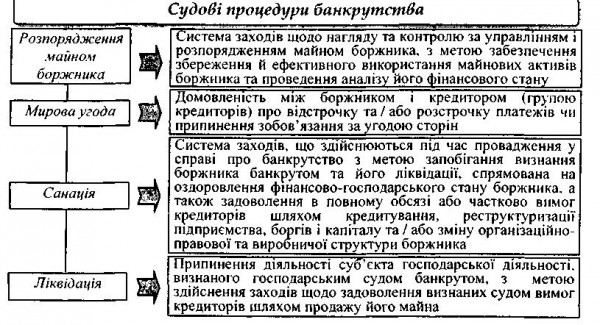 Судові процедури банкрутства
Розпорядження
майном
боржника
Система заходів щодо нагляду та контролю за управлінням і
розпорядженням майном боржника, з метою забезпечення
збереження й ефективного використання майнових активів
боржника та проведення аналізу його фінансового стану
Мирова угода
Домовленість між боржником і кредитором (групою
кредиторів) про відстрочку та / або розстрочку платежів чи
припинення зобов’язання за угодою сторін
Санація
Система заходів, що здійснюються під час провадження у
справі про банкрутство з метою запобігання визнання
боржника банкрутом та його ліквідації, спрямована на
оздоровлення фінансово-господарського стану боржника, а
також задоволення в повному обсязі або частково вимог
кредиторів шляхом кредитування, реструктуризації
підприємства, боргів і капіталу та / або зміну організаційно-
правової та виробничої структури боржника
Ліквідація
Припинення діяльності суб’єкта господарської діяльності,
визнаного господарським судом банкрутом, з метою
здійснення заходів щодо задоволення визнаних судом вимог
кредиторів шляхом продажу його майна